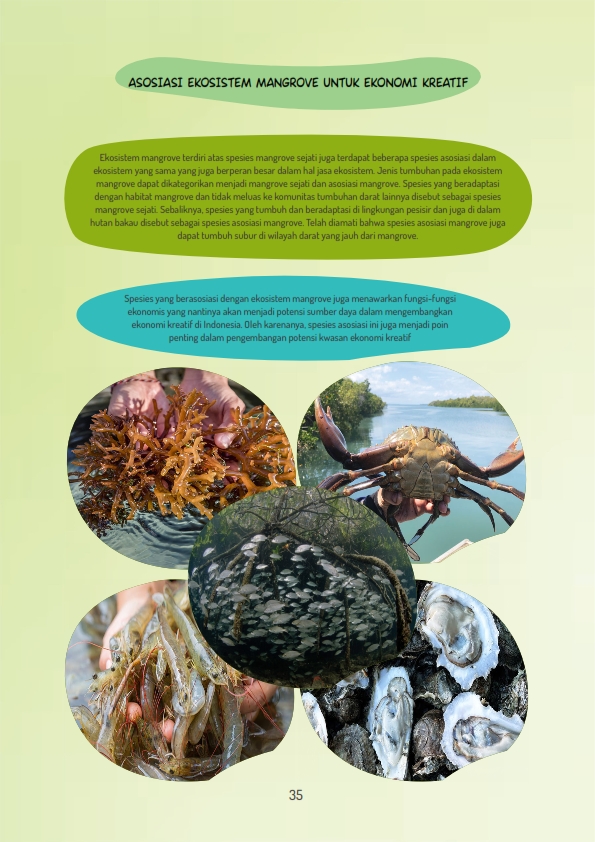 ASOSIASI EKOSISTEM MANGROVE UNTUK EKONOMI KREATIF
Ekosistem mangrove terdiri atas spesies mangrove sejati juga terdapat beberapa spesies asosiasi dalam
ekosistem yang sama yang juga berperan besar dalam hal jasa ekosistem. Jenis tumbuhan pada ekosistem
mangrove dapat dikategorikan menjadi mangrove sejati dan asosiasi mangrove. Spesies yang beradaptasi
dengan habitat mangrove dan tidak meluas ke komunitas tumbuhan darat lainnya disebut sebagai spesies
mangrove sejati. Sebaliknya, spesies yang tumbuh dan beradaptasi di lingkungan pesisir dan juga di dalam
hutan bakau disebut sebagai spesies asosiasi mangrove. Telah diamati bahwa spesies asosiasi mangrove juga
dapat tumbuh subur di wilayah darat yang jauh dari mangrove.
Spesies yang berasosiasi dengan ekosistem mangrove juga menawarkan fungsi-fungsi
ekonomis yang nantinya akan menjadi potensi sumber daya dalam mengembangkan
ekonomi kreatif di Indonesia. Oleh karenanya, spesies asosiasi ini juga menjadi poin
penting dalam pengembangan potensi kwasan ekonomi kreatif
35